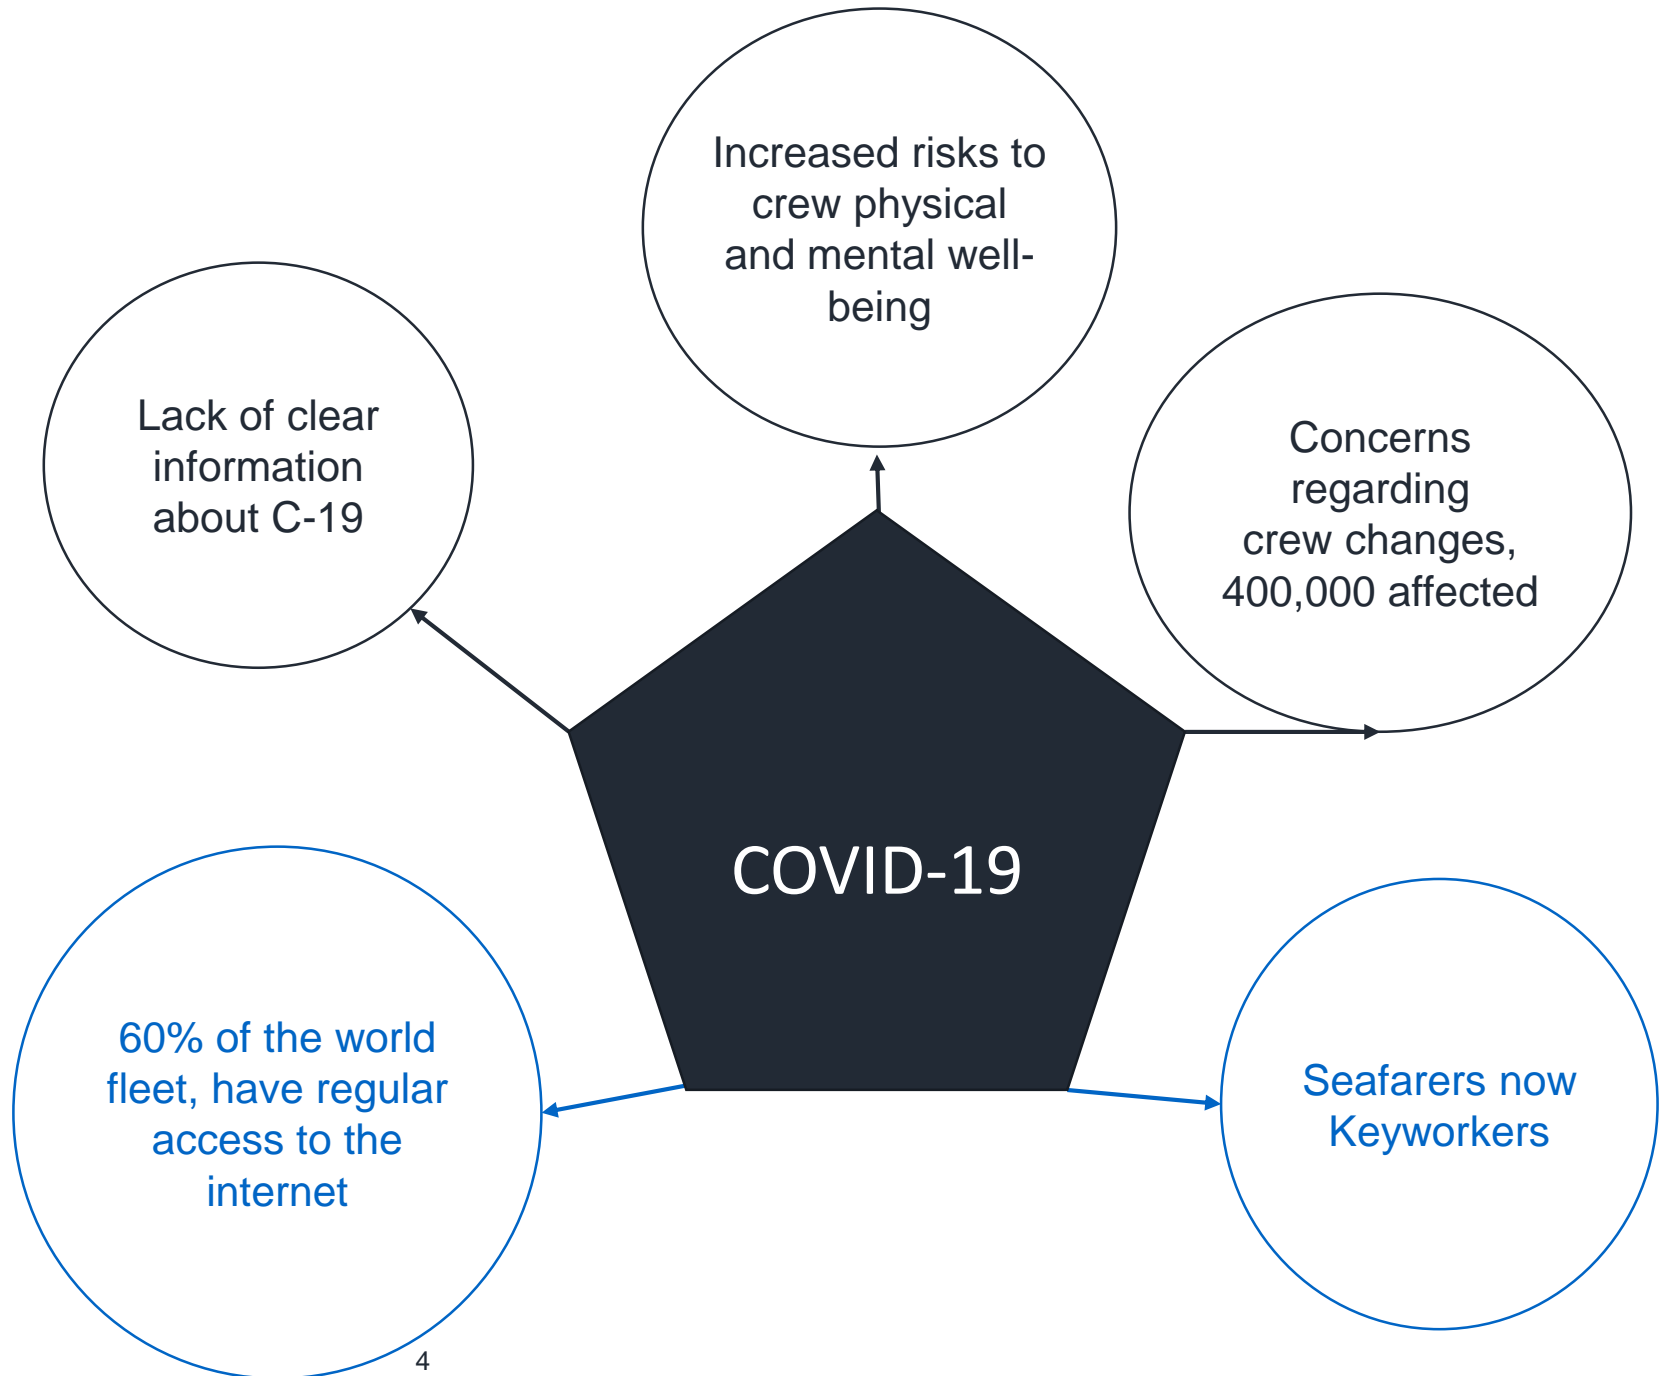 Increased risks to
crew physical
and mental well-
being
Lack of clear
information
about C-19
Concerns
regarding
crew changes,
400,000 affected
COVID-19
60% of the world
fleet, have regular
access to the
internet
Seafarers now
Keyworkers
4